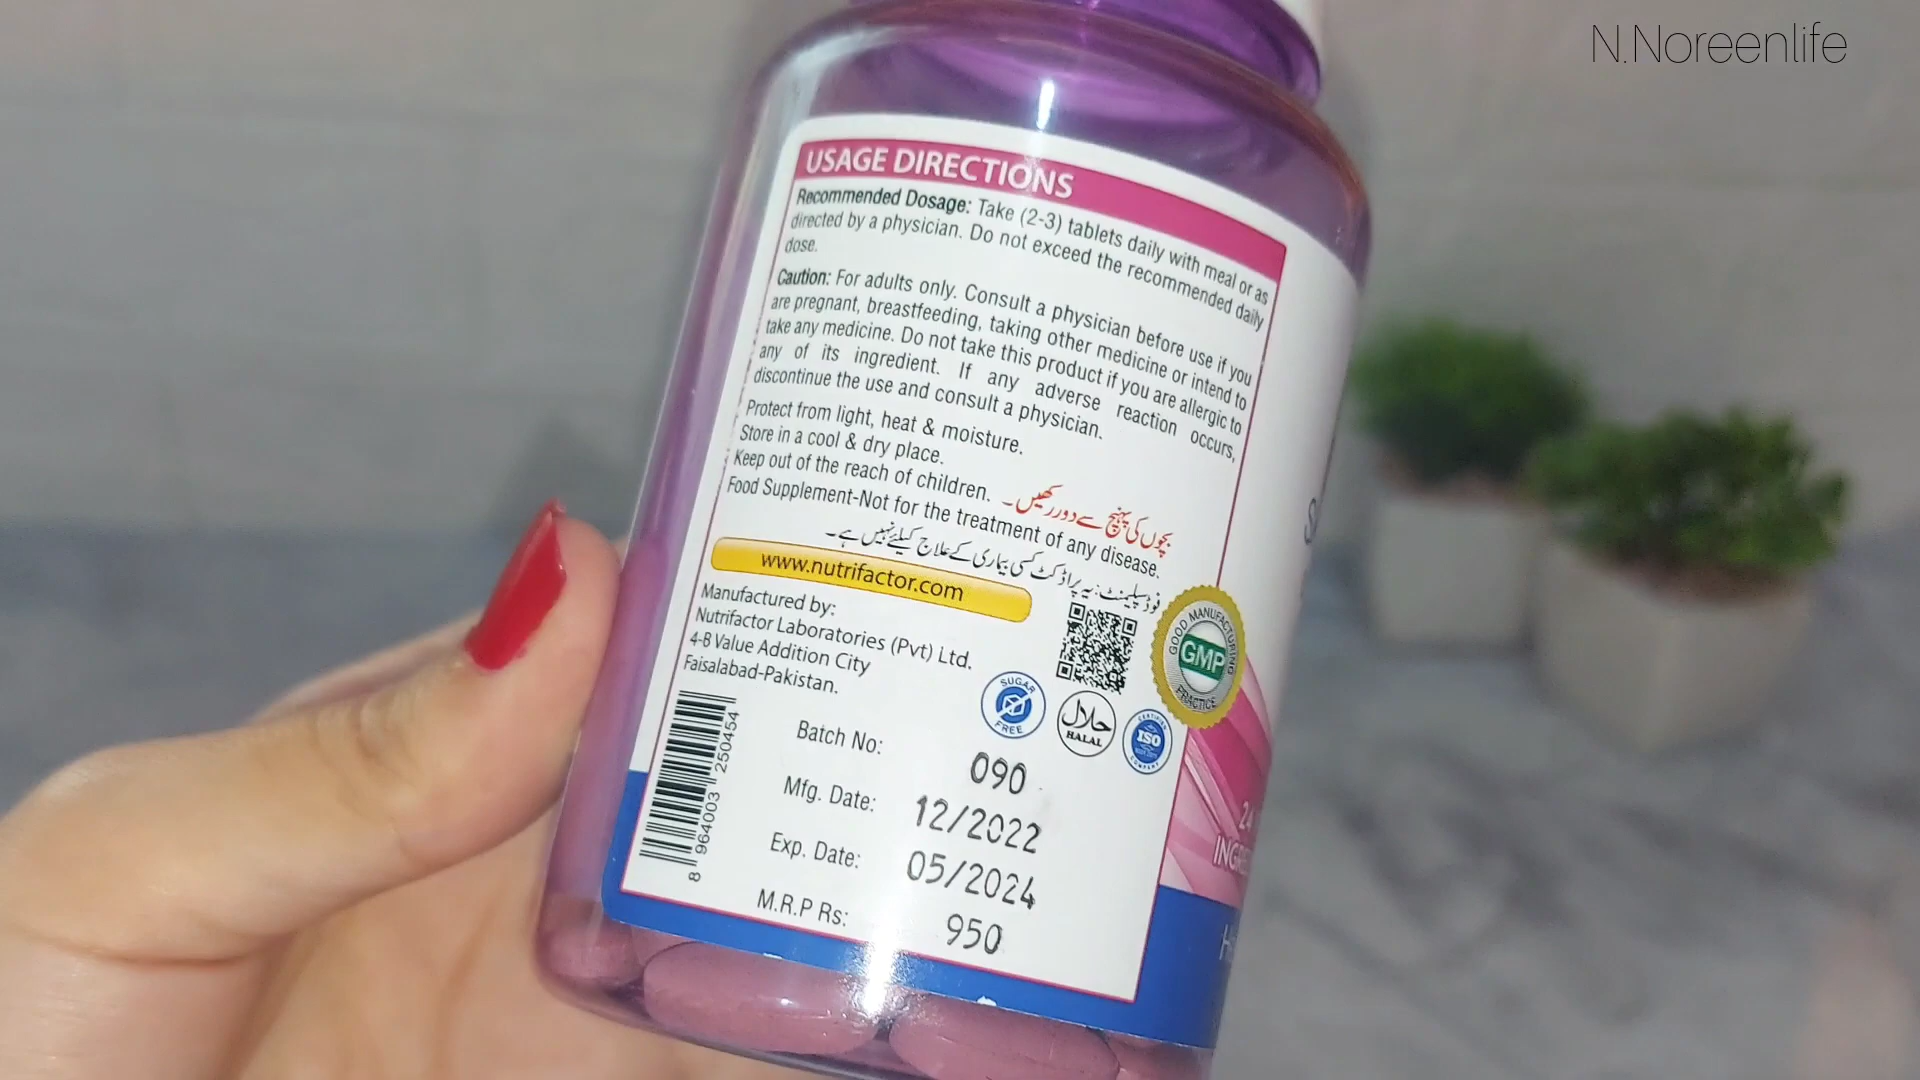 N.Noreenlife
USAGE DIRECTIONS
Recommended Dosage: Take (2-3) tablets daily with meal or as
directed by a physician. Do not exceed the recommended daily
dose.
Caution: For adults only. Consult a physician before use if you
are pregnant, breastfeeding, taking other medicine or intend to
take any medicine. Do not take this product if you are allergic to
any of its ingredient. If any adverse reaction occurs,
discontinue the use and consult a physician.
Protect from light, heat & moisture.
Store in a cool & dry place.
Keep out of the reach of children. بچوں کی پہنچ سے دور رکھیں۔
Food Supplement-Not for the treatment of any disease.
فوڈ سپلیمنٹ: یہ پراڈکٹ کسی بیماری کے علاج کیلئے نہیں ہے۔
www.nutrifactor.com
Manufactured by:
Nutrifactor Laboratories (Pvt) Ltd.
4-B Value Addition City
Faisalabad-Pakistan.
GOOD MANUFACTURING
GMP
PRACTICE
SUGAR
FREE
حلال
HALAL
CERTIFIED
ISO
COMPANY
8 964003 250454
Batch No: 090
Mfg. Date: 12/2022
Exp. Date: 05/2024
M.R.P Rs: 950
24